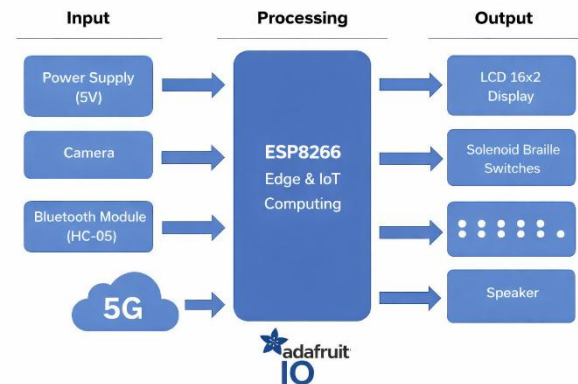 Input
Processing
Output
Power Supply
(5V)
Camera
Bluetooth Module
(HC-05)
5G
ESP8266
Edge & IoT
Computing
LCD 16x2
Display
Solenoid Braille
Switches
Speaker
adafruit
IO